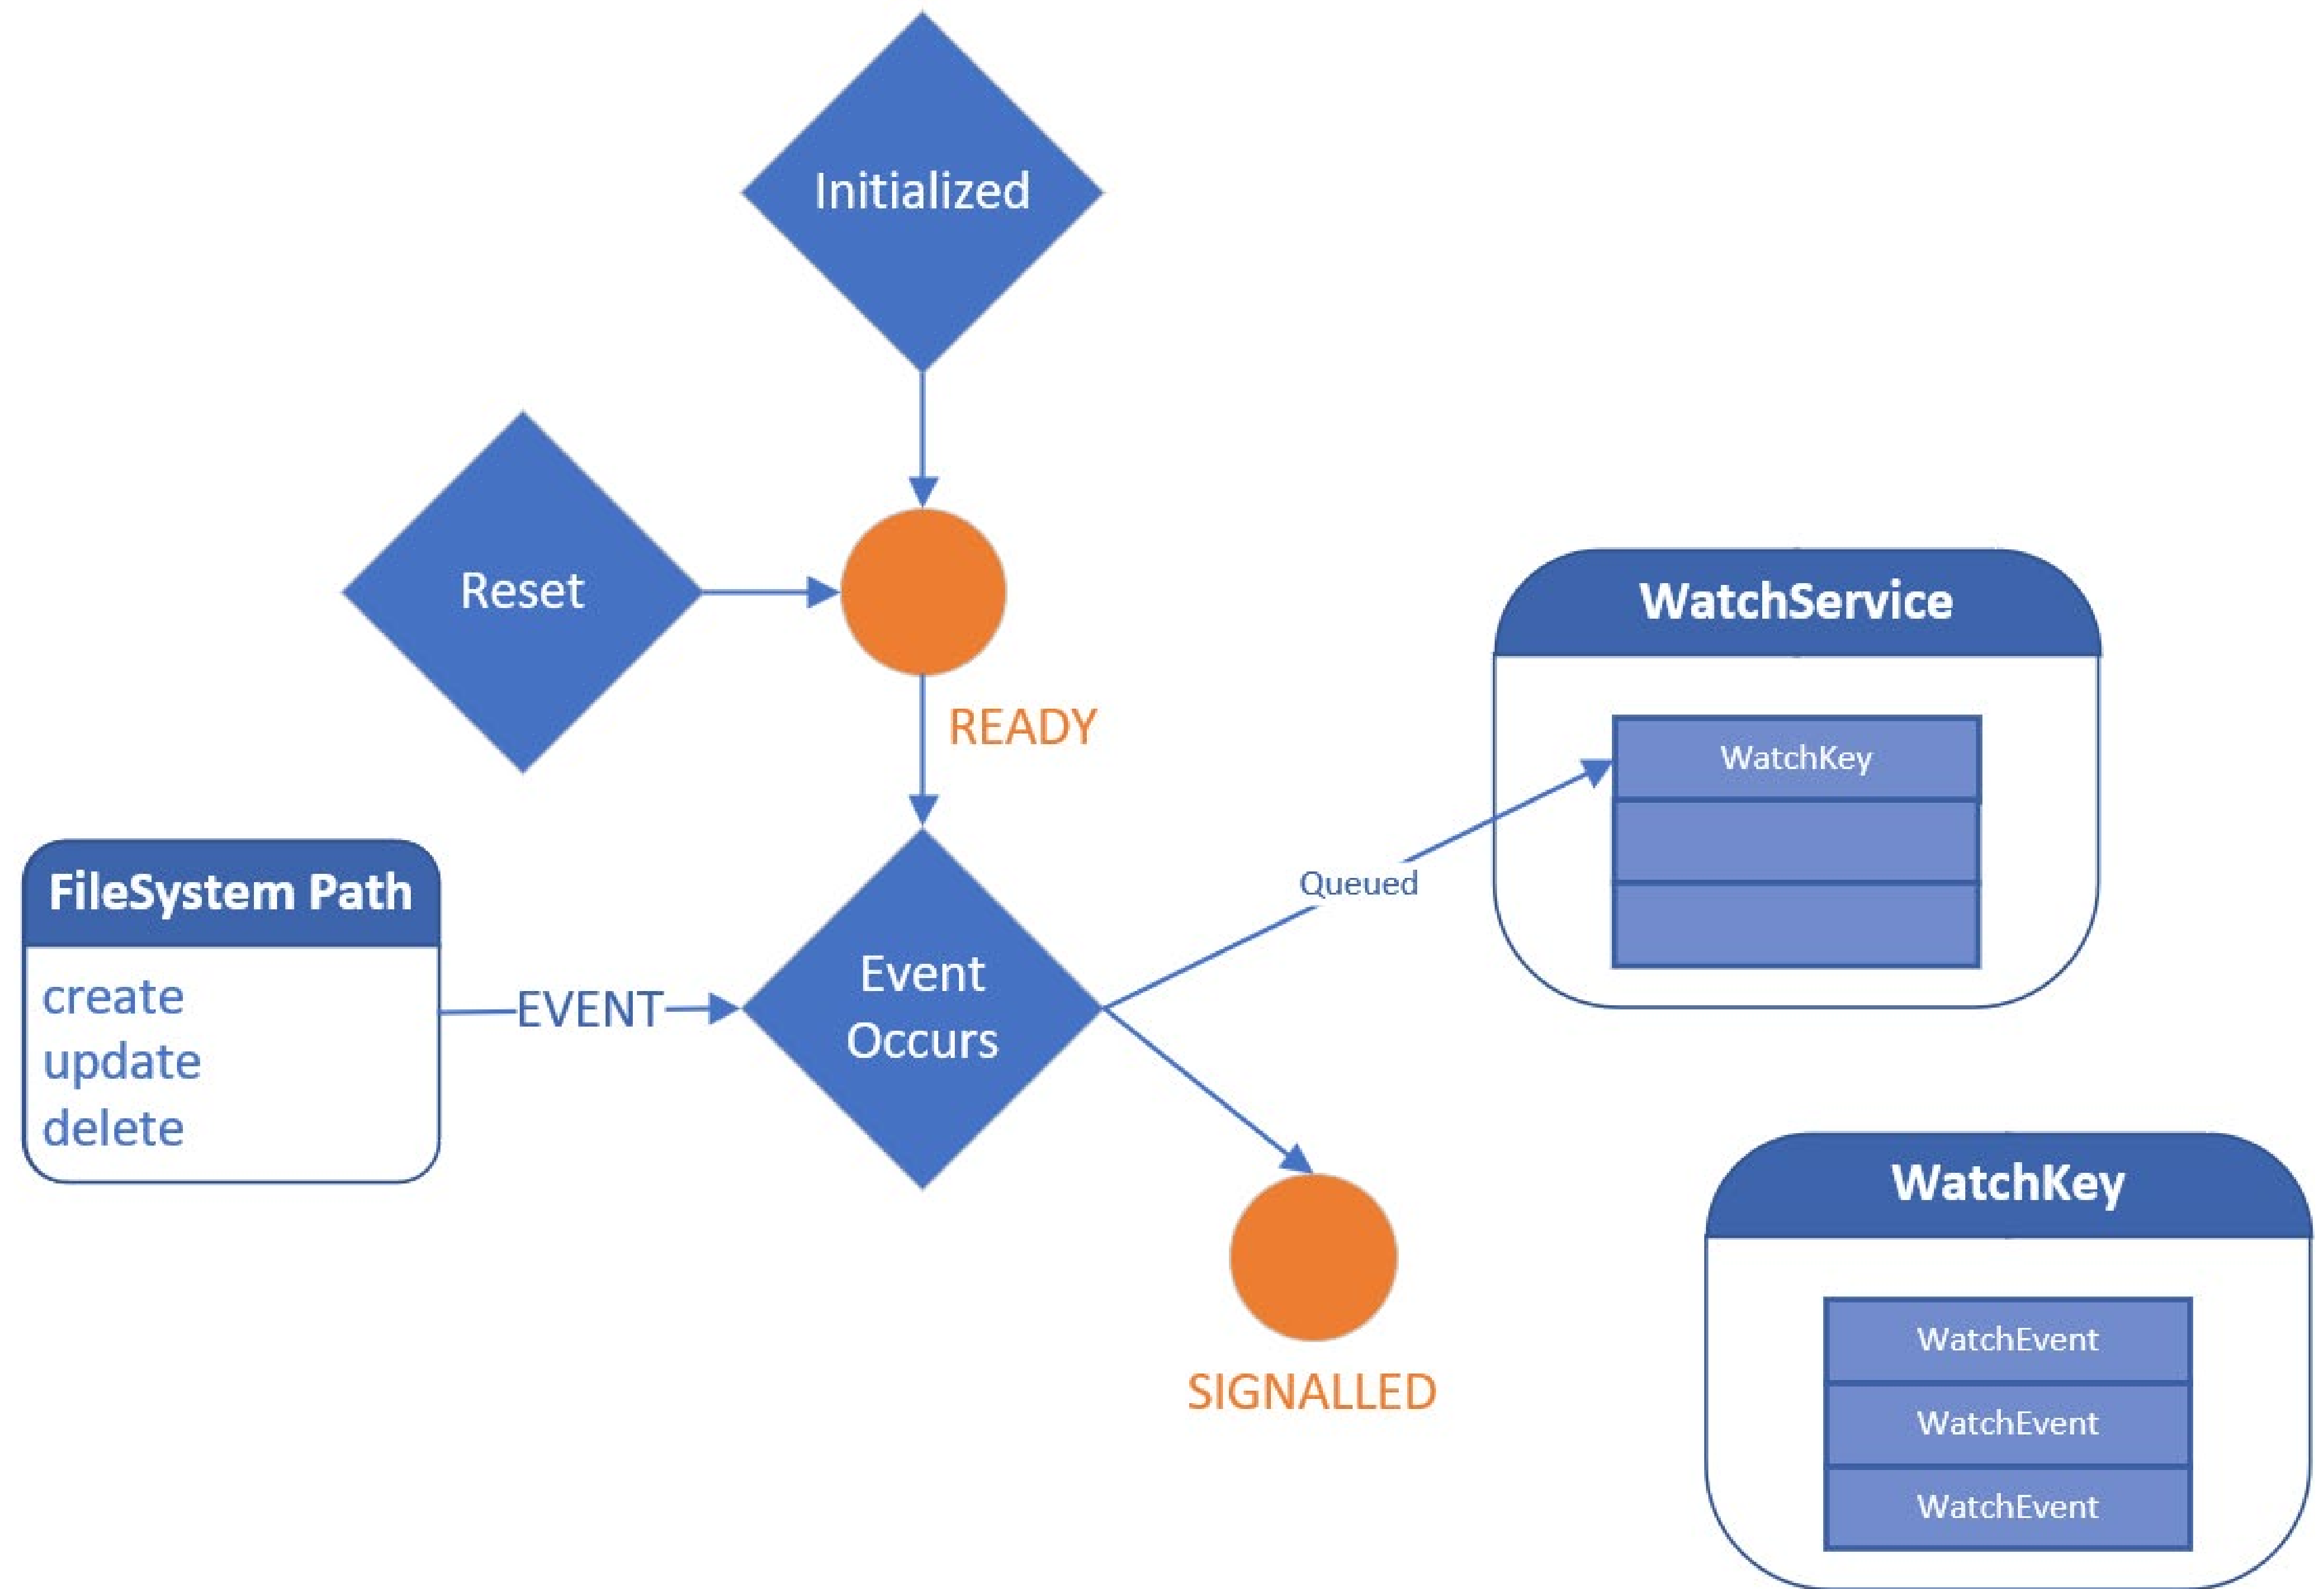 Initialized
Reset
READY
WatchService
WatchKey
Queued
FileSystem Path
create
update
delete
EVENT
Event
Occurs
SIGNALLED
WatchKey
WatchEvent
WatchEvent
WatchEvent